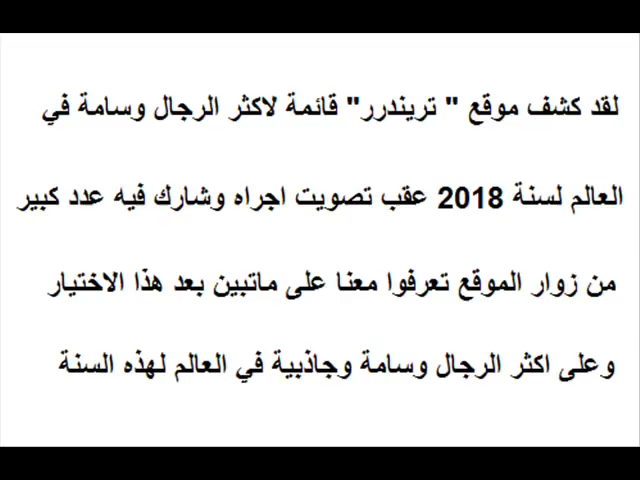 لقد كشف موقع " تريندرر" قائمة لاكثر الرجال وسامة في
العالم لسنة 2018 عقب تصويت اجراه وشارك فيه عدد كبير
من زوار الموقع تعرفوا معنا على ماتبين بعد هذا الاختيار
وعلى اكثر الرجال وسامة وجاذبية في العالم لهذه السنة